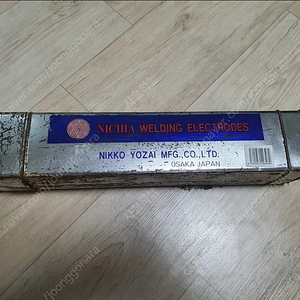 NICHIA WELDING ELECTRODES
NIKKO YOZAI MFG.CO.,LTD.
OSAKA JAPAN